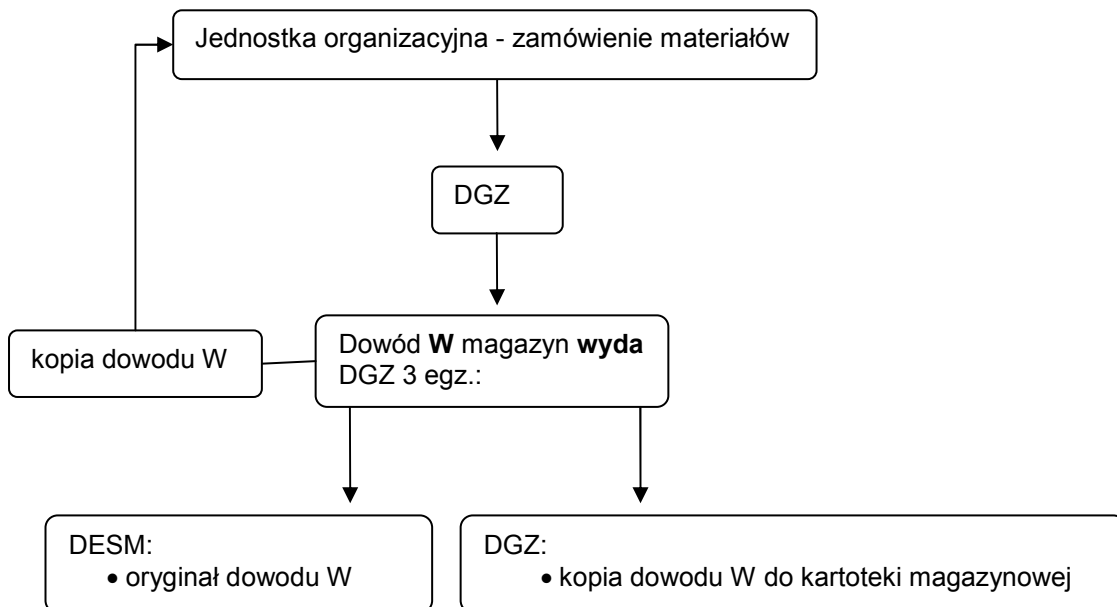 Jednostka organizacyjna - zamówienie materiałów
DGZ
kopia dowodu W
Dowód W magazyn wyda
DGZ 3 egz.:
DESM:
• oryginał dowodu W
DGZ:
• kopia dowodu W do kartoteki magazynowej